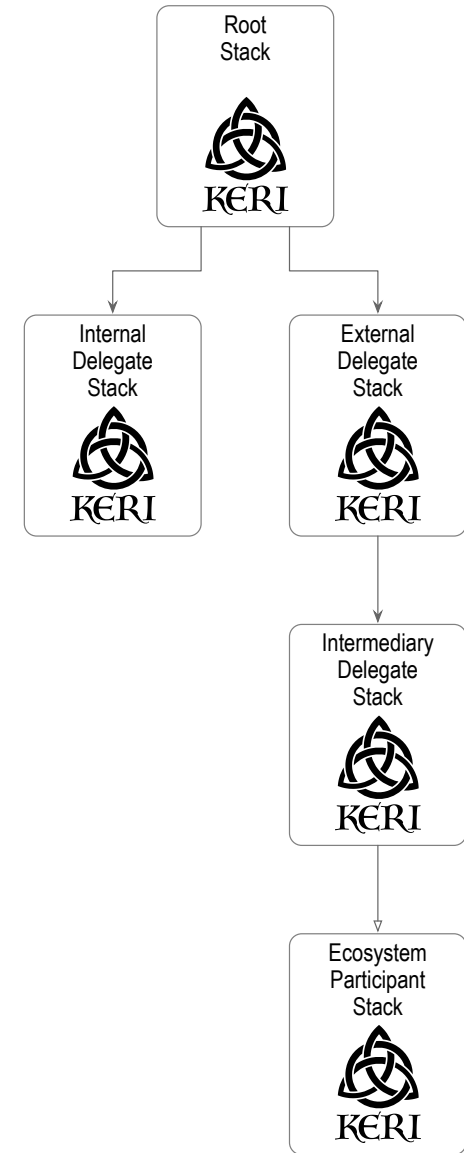 Root
Stack
KERI
Internal
Delegate
Stack
KERI
External
Delegate
Stack
KERI
Intermediary
Delegate
Stack
KERI
Ecosystem
Participant
Stack
KERI